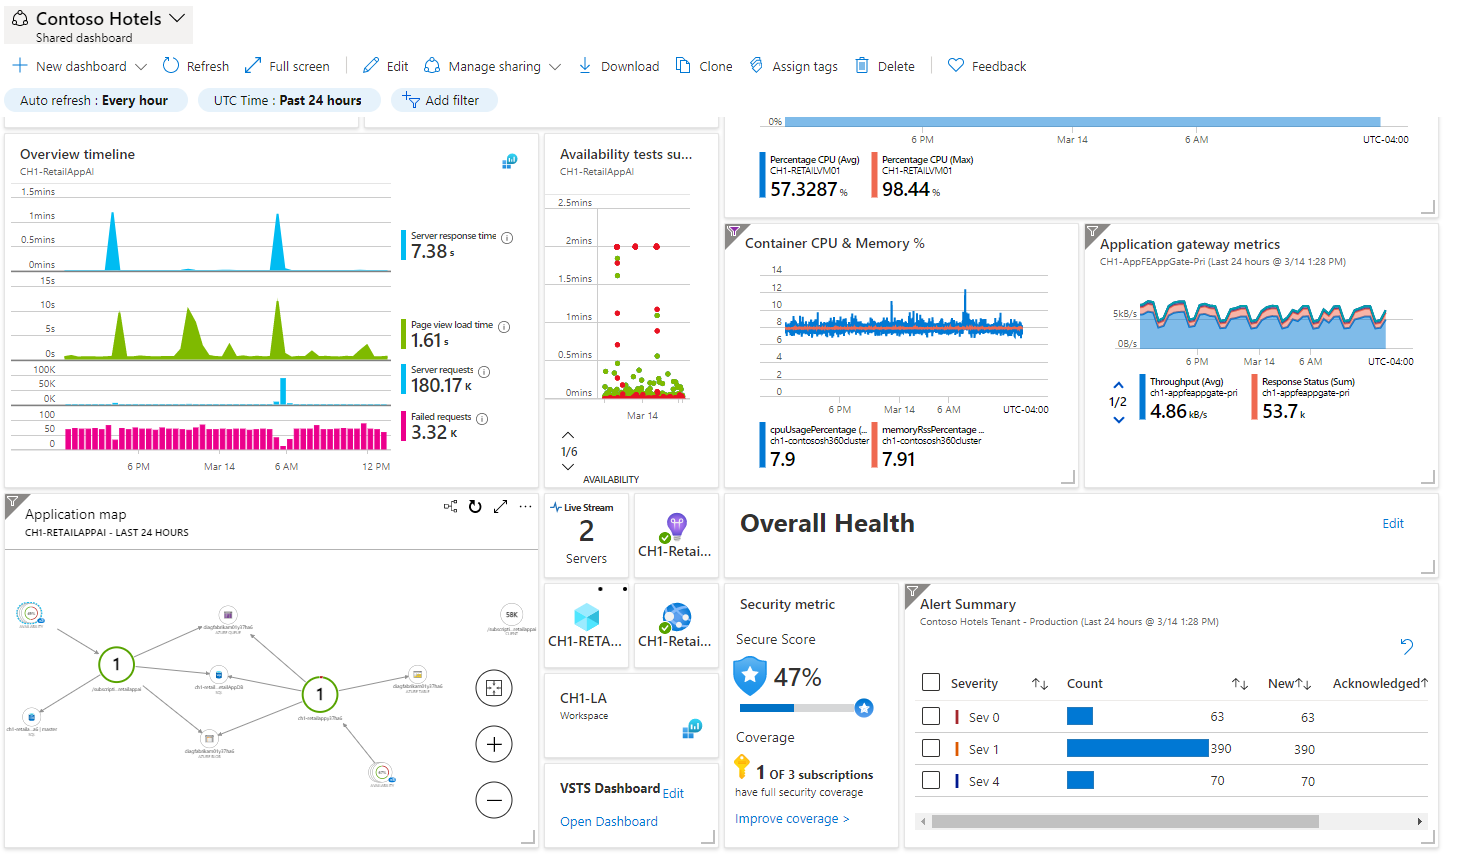 Contoso Hotels
Shared dashboard
New dashboard
Refresh
Full screen
Edit
Manage sharing
Download
Clone
Assign tags
Delete
Feedback
Auto refresh : Every hour
UTC Time : Past 24 hours
Add filter
Overview timeline
CH1-RetailAppAI
1.5mins
1mins
0.5mins
0mins
Server response time
7.38 s
15s
10s
5s
0s
Page view load time
1.61 s
100K
50K
0K
Server requests
180.17 K
100
50
0
Failed requests
3.32 K
6 PM
Mar 14
6 AM
12 PM
Availability tests su...
CH1-RetailAppAI
2.5mins
2mins
1.5mins
1mins
0.5mins
0mins
Mar 14
1/6
AVAILABILITY
0%
6 PM
Mar 14
6 AM
UTC-04:00
Percentage CPU (Avg)
CH1-RETAILVM01
57.3287 %
Percentage CPU (Max)
CH1-RETAILVM01
98.44 %
Container CPU & Memory %
14
12
10
8
6
4
2
0
6 PM
Mar 14
6 AM
UTC-04:00
cpuUsagePercentage (...
ch1-contososh360cluster
7.9
memoryRssPercentage ...
ch1-contososh360cluster
7.91
Application gateway metrics
CH1-AppFEAppGate-Pri (Last 24 hours @ 3/14 1:28 PM)
5kB/s
0B/s
6 PM
Mar 14
6 AM
UTC-04:00
1/2
Throughput (Avg)
ch1-appfeappgate-pri
4.86 kB/s
Response Status (Sum)
ch1-appfeappgate-pri
53.7 k
Application map
CH1-RETAILAPPAI - LAST 24 HOURS
1
/subscripti...retailappai
1
ch1-retailappy37ha6
58K
CLIENT
AZURE QUEUE
SQL
AZURE TABLE
AZURE BLOB
Live Stream
2
Servers
CH1-Retai...
CH1-RETA...
CH1-Retai...
CH1-LA
Workspace
VSTS Dashboard
Edit
Open Dashboard
Overall Health
Edit
Security metric
Secure Score
47%
Coverage
1 OF 3 subscriptions
have full security coverage
Improve coverage >
Alert Summary
Contoso Hotels Tenant - Production (Last 24 hours @ 3/14 1:28 PM)
Severity
Count
New
Acknowledged
Sev 0
63
63
Sev 1
390
390
Sev 4
70
70